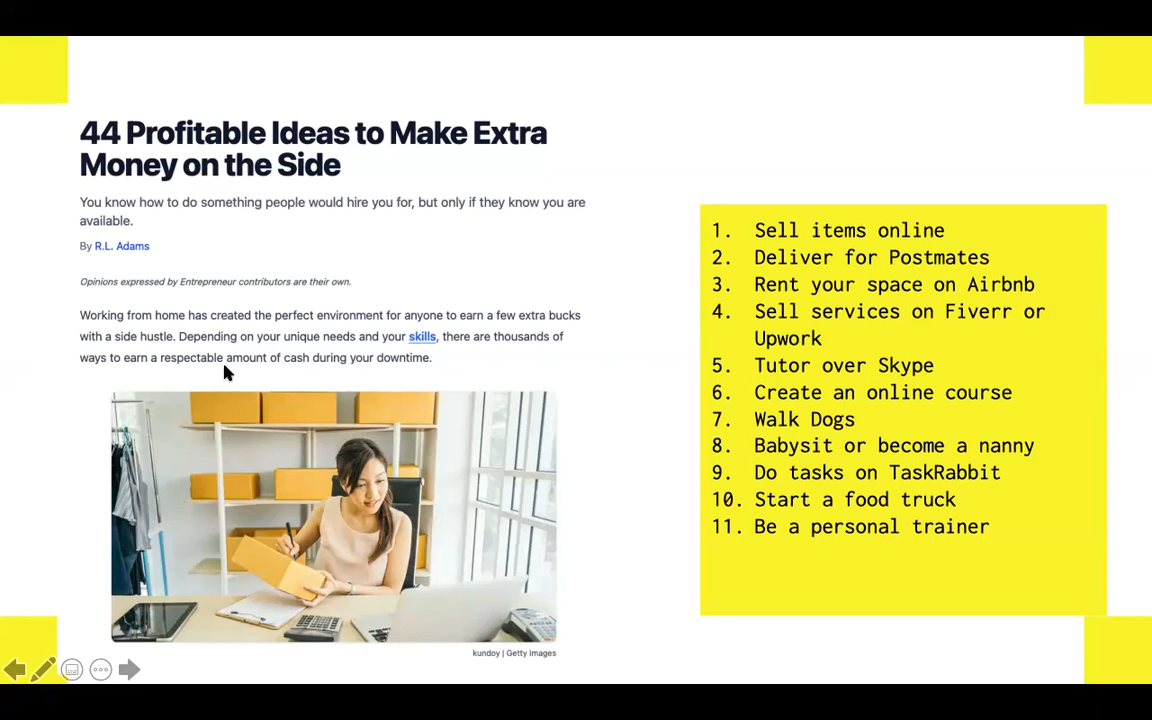 44 Profitable Ideas to Make Extra
Money on the Side
You know how to do something people would hire you for, but only if they know you are
available.
By R.L. Adams
Opinions expressed by Entrepreneur contributors are their own.
Working from home has created the perfect environment for anyone to earn a few extra bucks
with a side hustle. Depending on your unique needs and your skills, there are thousands of
ways to earn a respectable amount of cash during your downtime.
kundoy | Getty Images
1. Sell items online
2. Deliver for Postmates
3. Rent your space on Airbnb
4. Sell services on Fiverr or
Upwork
5. Tutor over Skype
6. Create an online course
7. Walk Dogs
8. Babysit or become a nanny
9. Do tasks on TaskRabbit
10. Start a food truck
11. Be a personal trainer